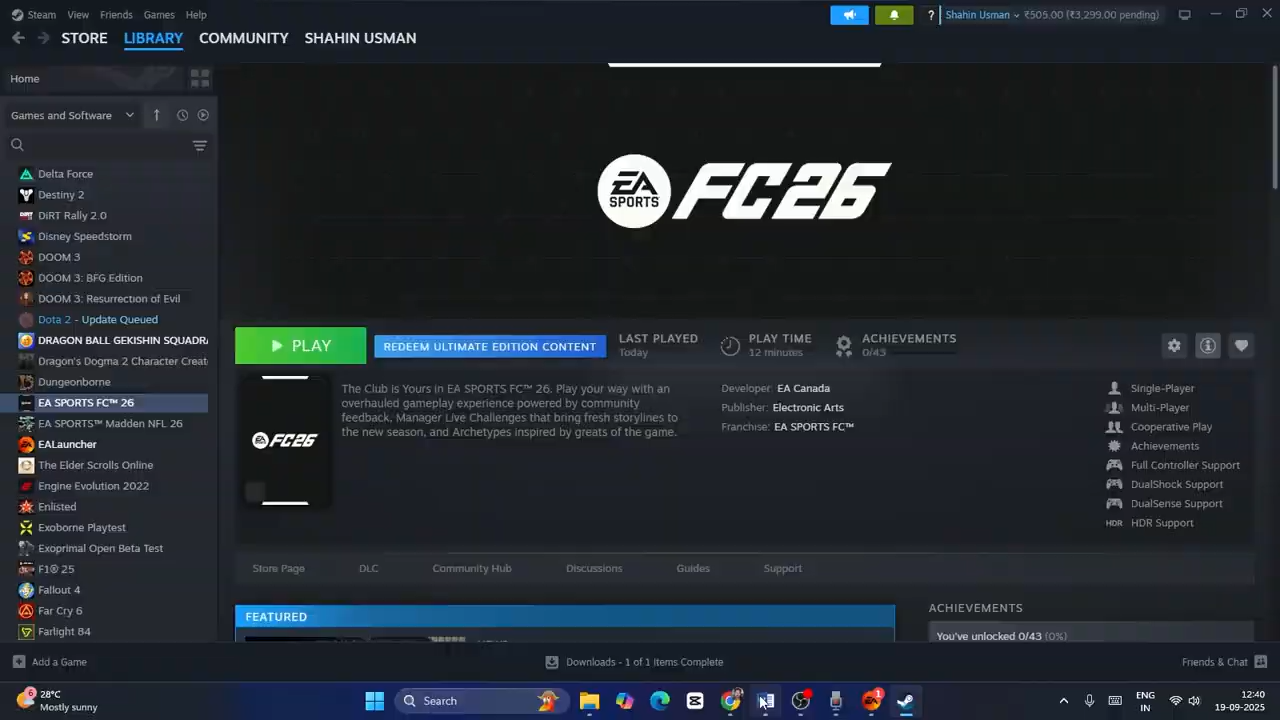 Steam View Friends Games Help
? Shahin Usman ₹505.00 (₹3,299.00 pending)
STORE LIBRARY COMMUNITY SHAHIN USMAN
Home
Games and Software
Delta Force
Destiny 2
DiRT Rally 2.0
Disney Speedstorm
DOOM 3
DOOM 3: BFG Edition
DOOM 3: Resurrection of Evil
Dota 2 - Update Queued
DRAGON BALL GEKISHIN SQUADRA
Dragon's Dogma 2 Character Creat
Dungeonborne
EA SPORTS FC™ 26
EA SPORTS™ Madden NFL 26
EALauncher
The Elder Scrolls Online
Engine Evolution 2022
Enlisted
Exoborne Playtest
Exoprimal Open Beta Test
F1® 25
Fallout 4
Far Cry 6
Farlight 84
EA SPORTS FC26
PLAY
REDEEM ULTIMATE EDITION CONTENT
LAST PLAYED
Today
PLAY TIME
12 minutes
ACHIEVEMENTS
0/43
EA SPORTS FC26
The Club is Yours in EA SPORTS FC™ 26. Play your way with an
overhauled gameplay experience powered by community
feedback, Manager Live Challenges that bring fresh storylines to
the new season, and Archetypes inspired by greats of the game.
Developer: EA Canada
Publisher: Electronic Arts
Franchise: EA SPORTS FC™
Single-Player
Multi-Player
Cooperative Play
Achievements
Full Controller Support
DualShock Support
DualSense Support
HDR HDR Support
Store Page DLC Community Hub Discussions Guides Support
FEATURED
ACHIEVEMENTS
You've unlocked 0/43 (0%)
Add a Game
Downloads - 1 of 1 Items Complete
Friends & Chat
6
28°C
Mostly sunny
Search
1
ENG
IN
12:40
19-09-2025